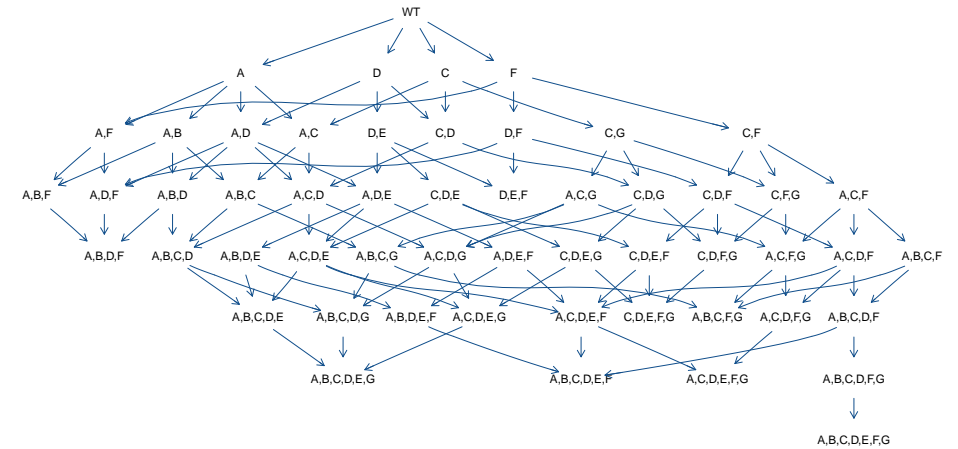 WT
A D C F
A,F A,B A,D A,C D,E C,D D,F C,G C,F
A,B,F A,D,F A,B,D A,B,C A,C,D A,D,E C,D,E D,E,F A,C,G C,D,G C,D,F C,F,G A,C,F
A,B,D,F A,B,C,D A,B,D,E A,C,D,E A,B,C,G A,C,D,G A,D,E,F C,D,E,G C,D,E,F C,D,F,G A,C,F,G A,C,D,F A,B,C,F
A,B,C,D,E A,B,C,D,G A,B,D,E,F A,C,D,E,G A,C,D,E,F C,D,E,F,G A,B,C,F,G A,C,D,F,G A,B,C,D,F
A,B,C,D,E,G A,B,C,D,E,F A,C,D,E,F,G A,B,C,D,F,G
A,B,C,D,E,F,G